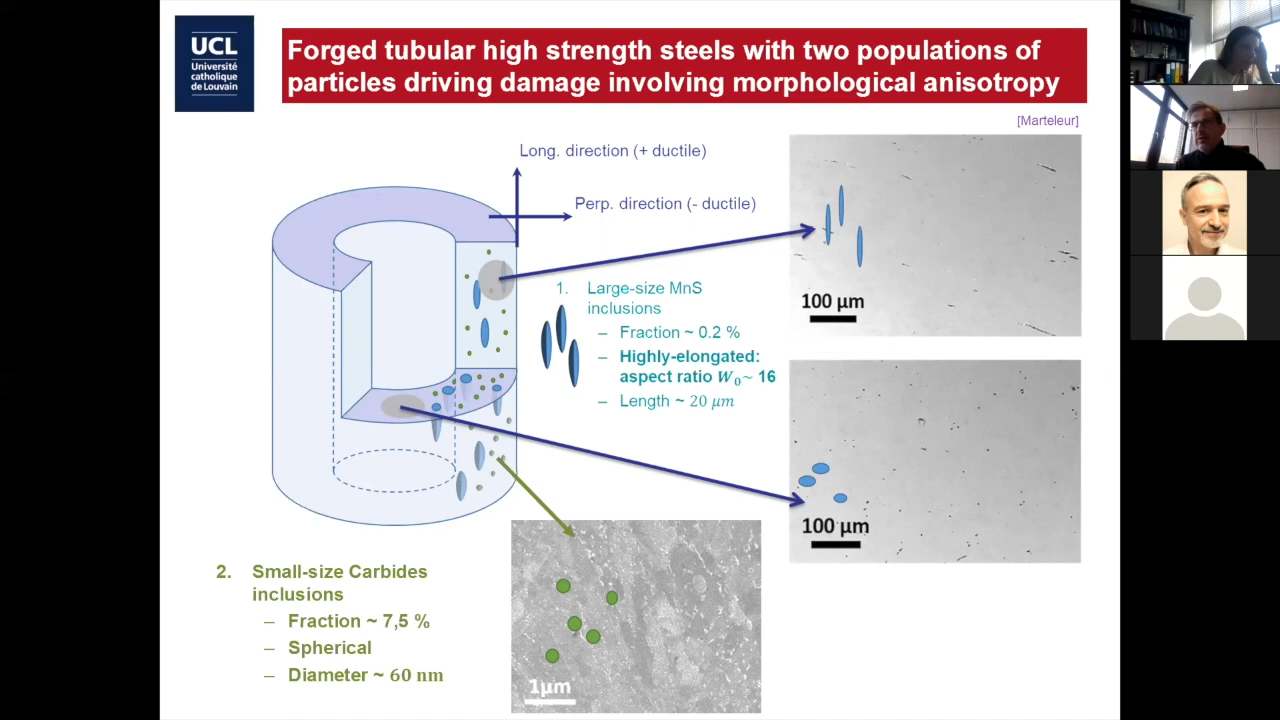 UCL
Université
catholique
de Louvain
Forged tubular high strength steels with two populations of
particles driving damage involving morphological anisotropy
[Marteleur]
Long. direction (+ ductile)
Perp. direction (- ductile)
1. Large-size MnS
inclusions
– Fraction ~ 0.2 %
– Highly-elongated:
aspect ratio W₀~ 16
– Length ~ 20 μm
100 μm
100 μm
2. Small-size Carbides
inclusions
– Fraction ~ 7,5 %
– Spherical
– Diameter ~ 60 nm
1μm